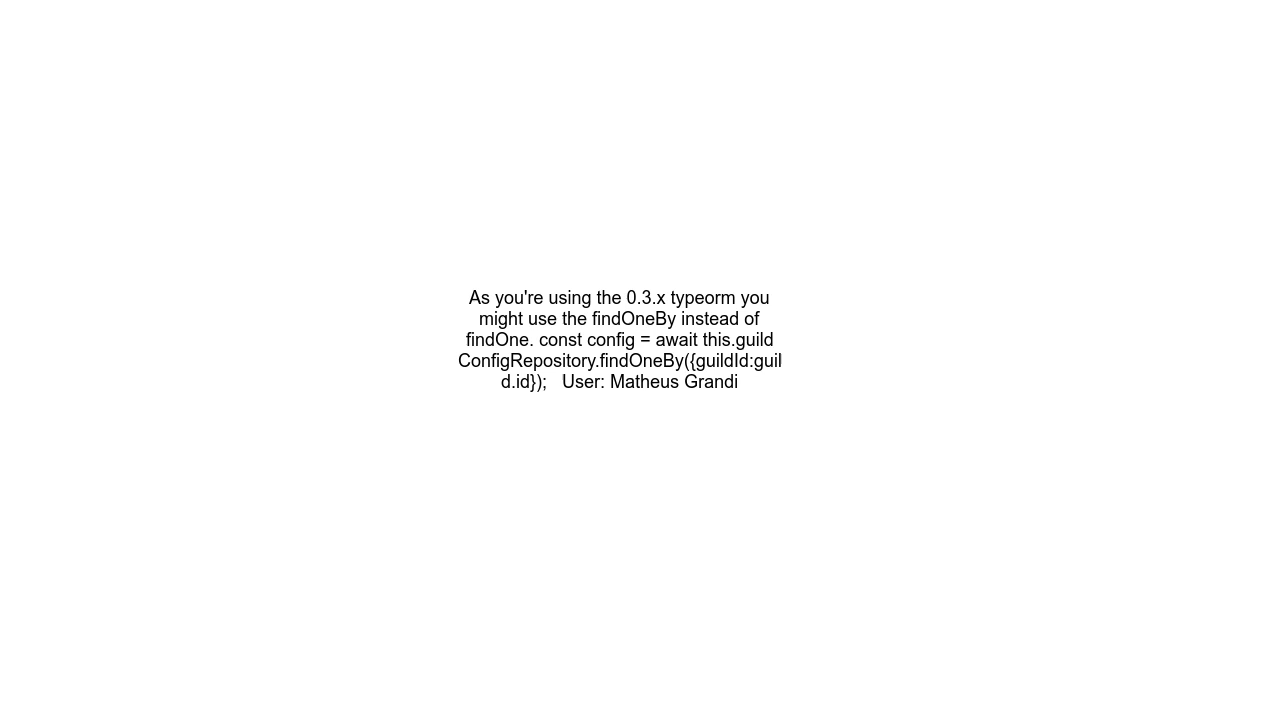 As you're using the 0.3.x typeorm you
might use the findOneBy instead of
findOne. const config = await this.guild
ConfigRepository.findOneBy({guildId:guil
d.id});   User: Matheus Grandi